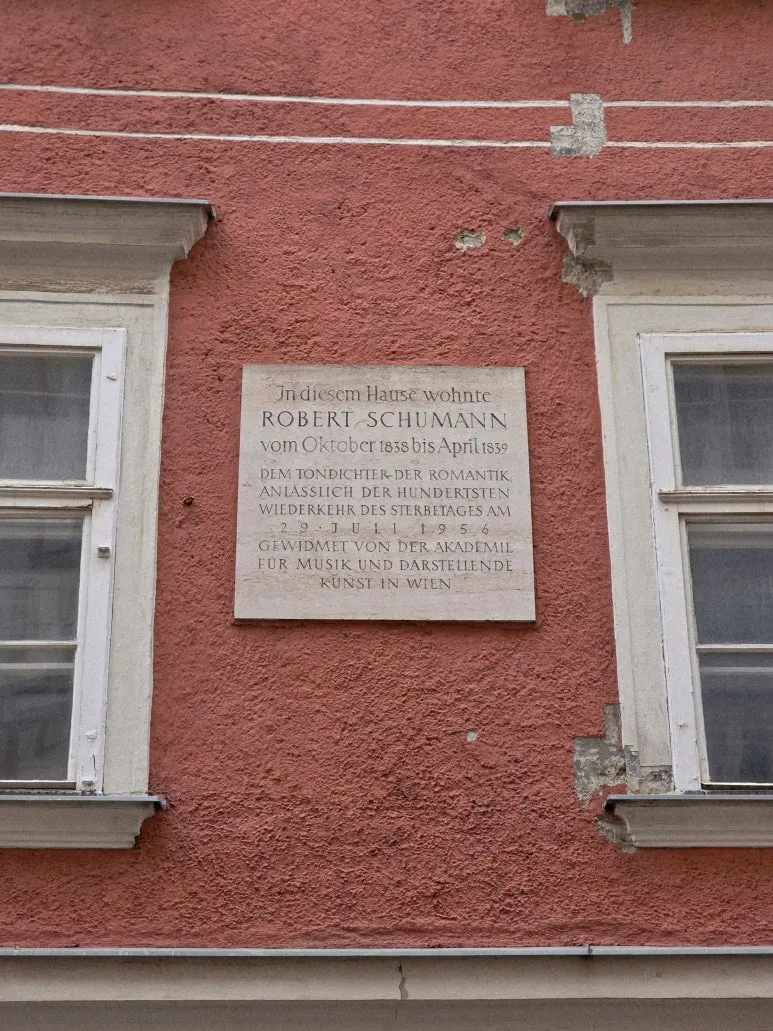 In diesem Hause wohnte
ROBERT SCHUMANN
vom Oktober 1838 bis April 1839
DEM TONDICHTER DER ROMANTIK
ANLÄSSLICH DER HUNDERTSTEN
WIEDERKEHR DES STERBETAGES AM
29·JULI 1956
GEWIDMET VON DER AKADEMIE
FÜR MUSIK UND DARSTELLENDE
KUNST IN WIEN